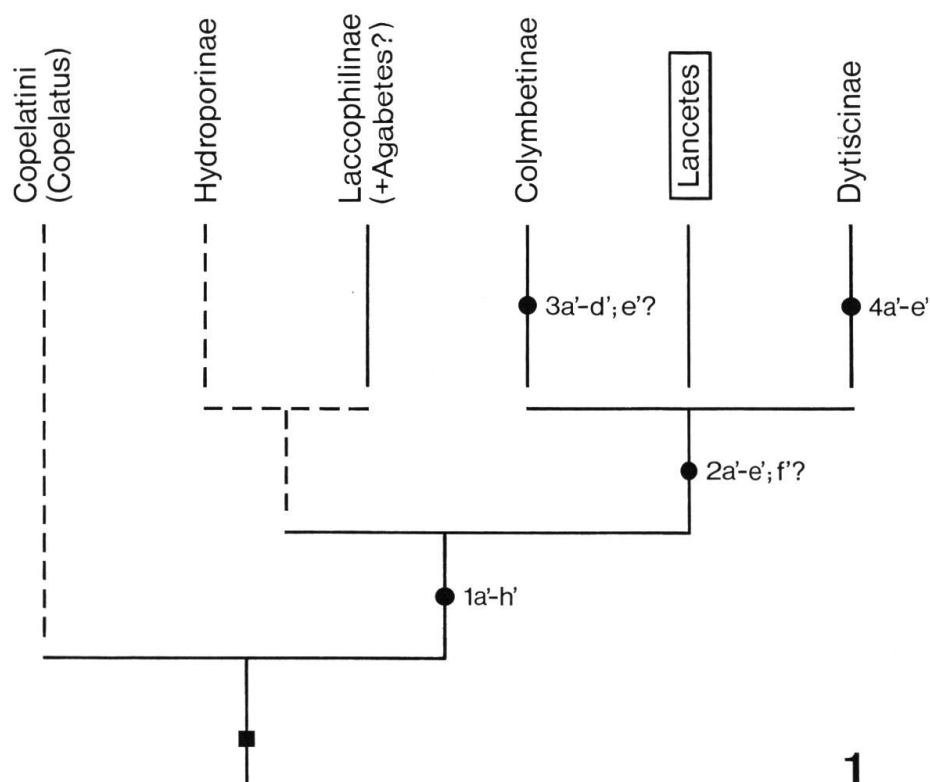 Copelatini
(Copelatus)
Hydroporinae
Laccophilinae
(+Agabetes?)
Colymbetinae
Lancetes
Dytiscinae
3a'-d'; e'?
4a'-e'
2a'-e'; f'?
1a'-h'
1